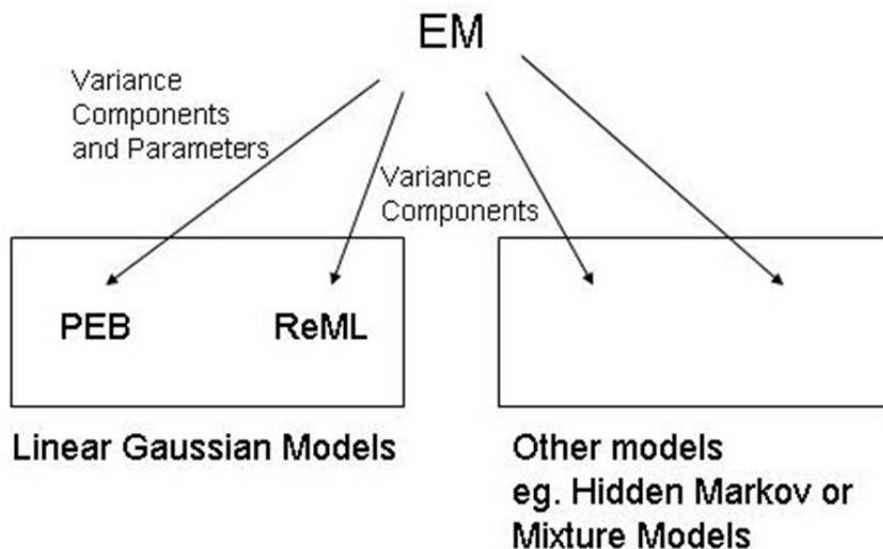 EM
Variance
Components
and Parameters
Variance
Components
PEB
ReML
Linear Gaussian Models
Other models
eg. Hidden Markov or
Mixture Models